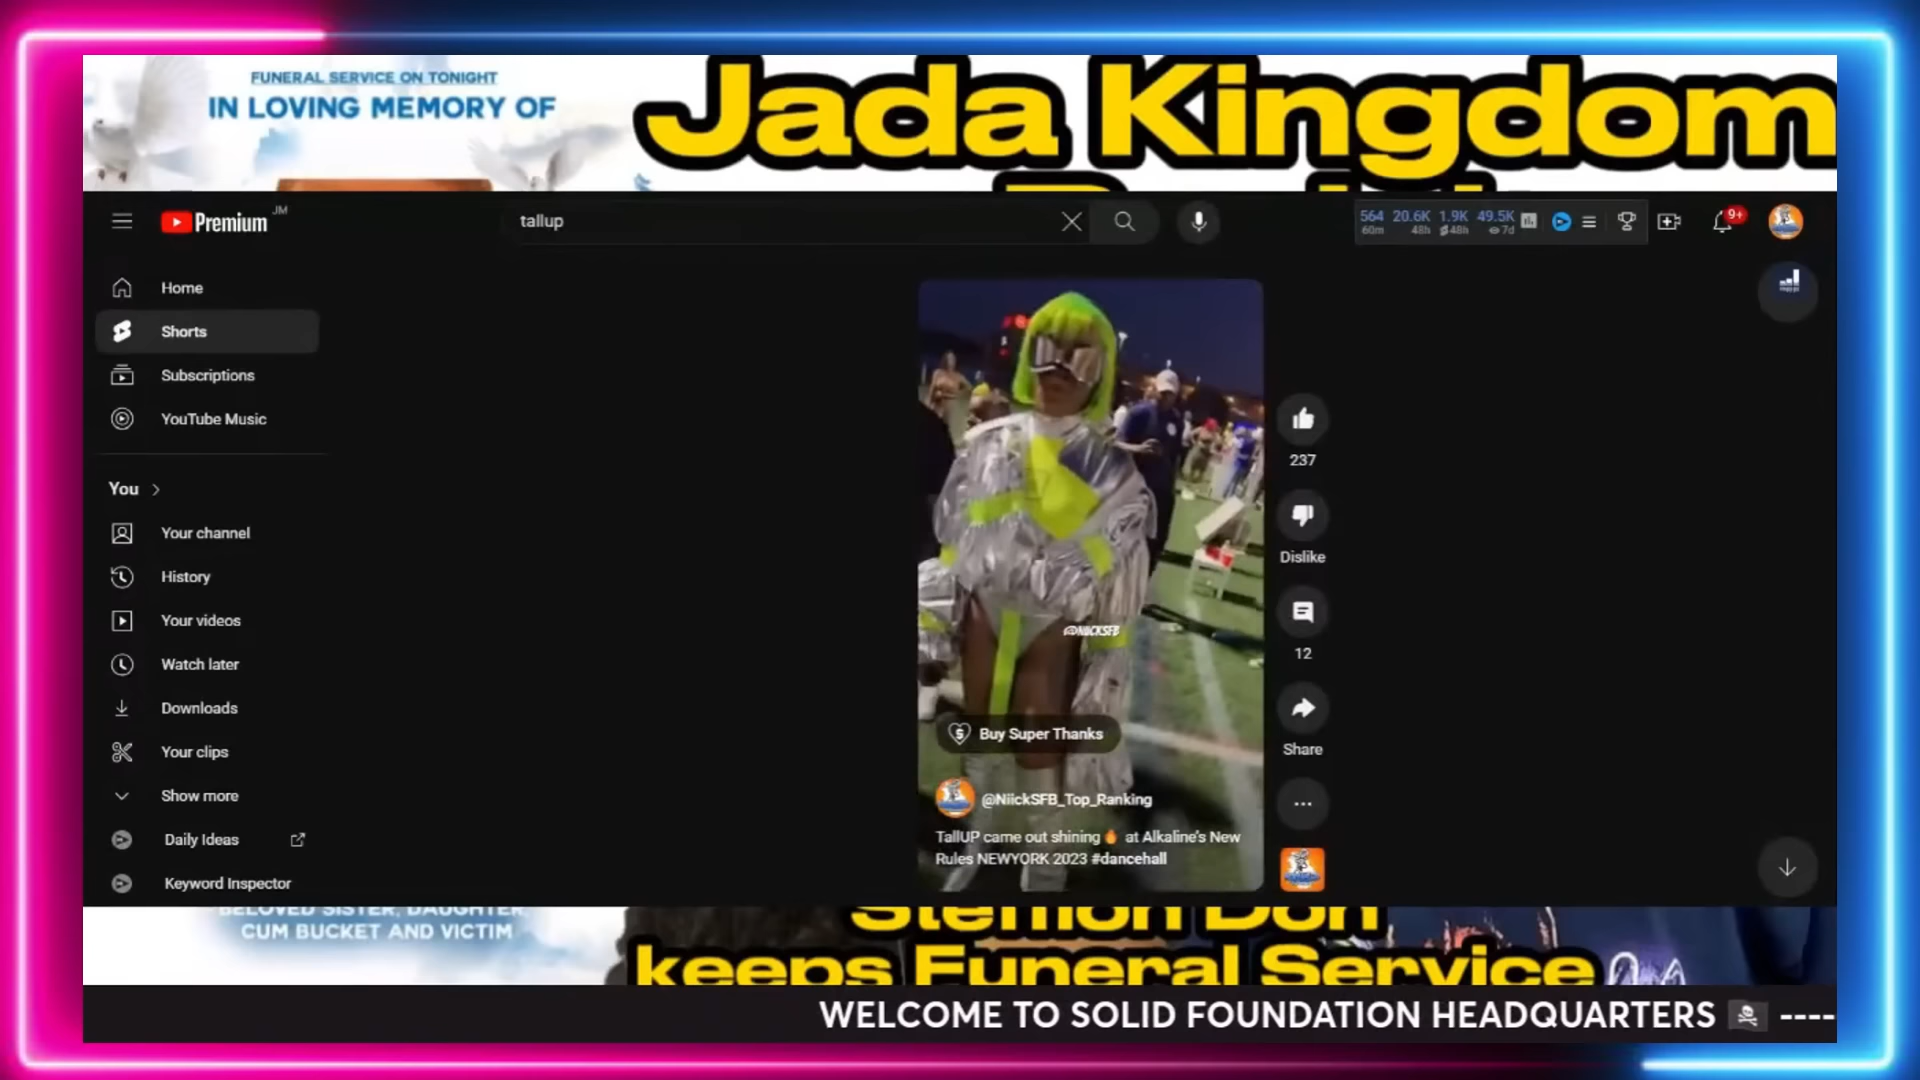 FUNERAL SERVICE ON TONIGHT
IN LOVING MEMORY OF
Jada Kingdom
Premium JM
tallup
564 20.6K 1.9K 49.5K
60m 48h 48h 7d
9+
Home
Shorts
Subscriptions
YouTube Music
You
Your channel
History
Your videos
Watch later
Downloads
Your clips
Show more
Daily Ideas
Keyword Inspector
@NIICKSFB
Buy Super Thanks
@NiickSFB_Top_Ranking
TallUP came out shining🔥 at Alkaline's New
Rules NEWYORK 2023 #dancehall
237
Dislike
12
Share
BELOVED SISTER, DAUGHTER,
CUM BUCKET AND VICTIM
keeps Funeral Service
WELCOME TO SOLID FOUNDATION HEADQUARTERS 🏴‍☠️ ----